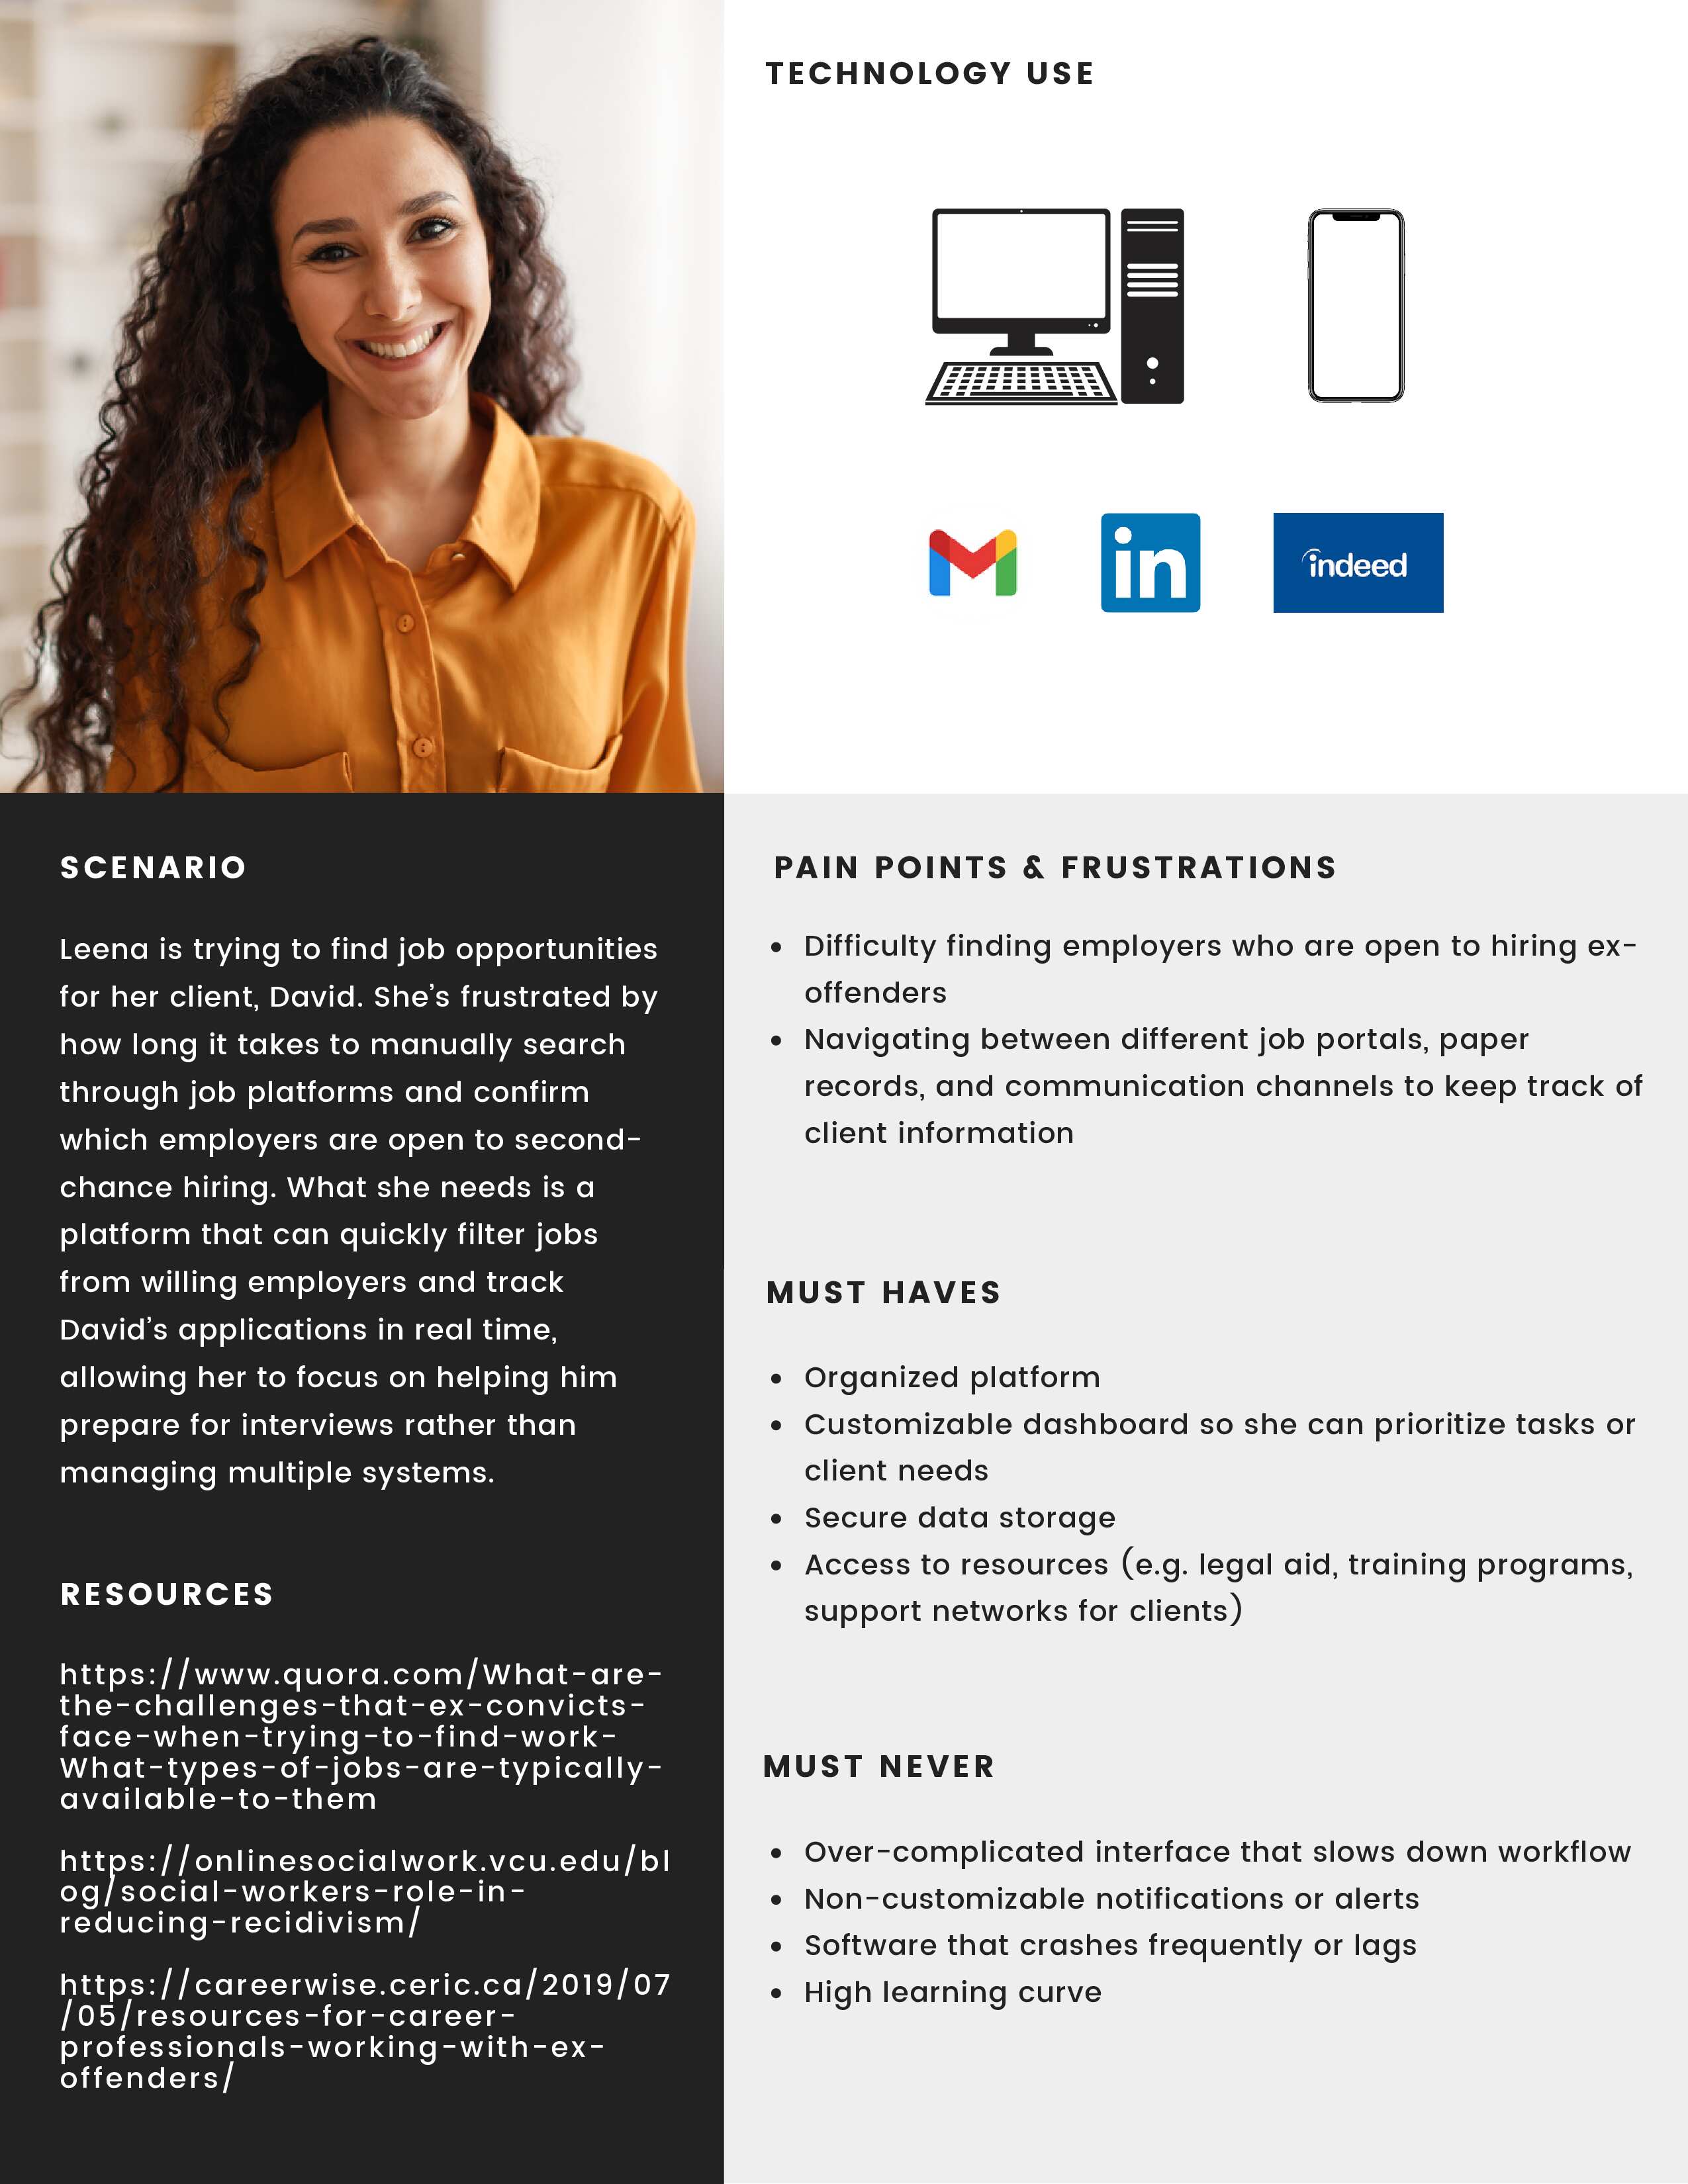 TECHNOLOGY USE
in
indeed
SCENARIO
Leena is trying to find job opportunities
for her client, David. She’s frustrated by
how long it takes to manually search
through job platforms and confirm
which employers are open to second-
chance hiring. What she needs is a
platform that can quickly filter jobs
from willing employers and track
David’s applications in real time,
allowing her to focus on helping him
prepare for interviews rather than
managing multiple systems.
RESOURCES
https://www.quora.com/What-are-
the-challenges-that-ex-convicts-
face-when-trying-to-find-work-
What-types-of-jobs-are-typically-
available-to-them
https://onlinesocialwork.vcu.edu/bl
og/social-workers-role-in-
reducing-recidivism/
https://careerwise.ceric.ca/2019/07
/05/resources-for-career-
professionals-working-with-ex-
offenders/
PAIN POINTS & FRUSTRATIONS
• Difficulty finding employers who are open to hiring ex-
offenders
• Navigating between different job portals, paper
records, and communication channels to keep track of
client information
MUST HAVES
• Organized platform
• Customizable dashboard so she can prioritize tasks or
client needs
• Secure data storage
• Access to resources (e.g. legal aid, training programs,
support networks for clients)
MUST NEVER
• Over-complicated interface that slows down workflow
• Non-customizable notifications or alerts
• Software that crashes frequently or lags
• High learning curve